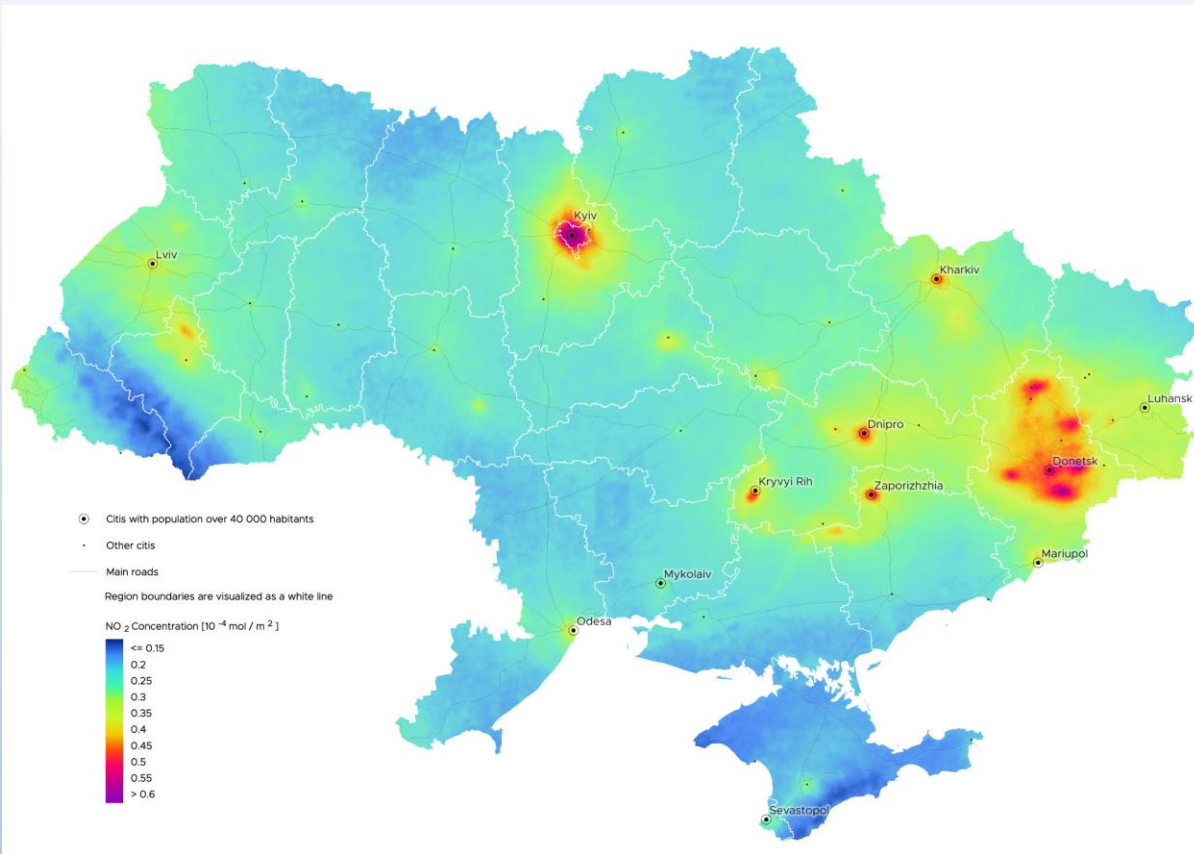 Kyiv
Lviv
Kharkiv
Luhansk
Dnipro
Donetsk
Kryvyi Rih
Zaporizhzhia
Mariupol
Mykolaiv
Odesa
Sevastopol
Citis with population over 40 000 habitants
Other citis
Main roads
Region boundaries are visualized as a white line
NO 2 Concentration [10 -4 mol / m 2 ]
<= 0.15
0.2
0.25
0.3
0.35
0.4
0.45
0.5
0.55
> 0.6